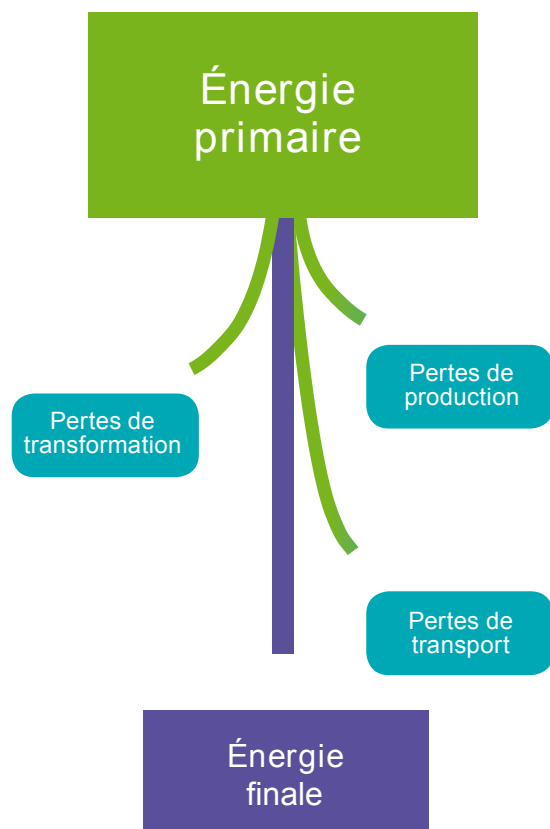 Énergie
primaire
Pertes de
production
Pertes de
transformation
Pertes de
transport
Énergie
finale